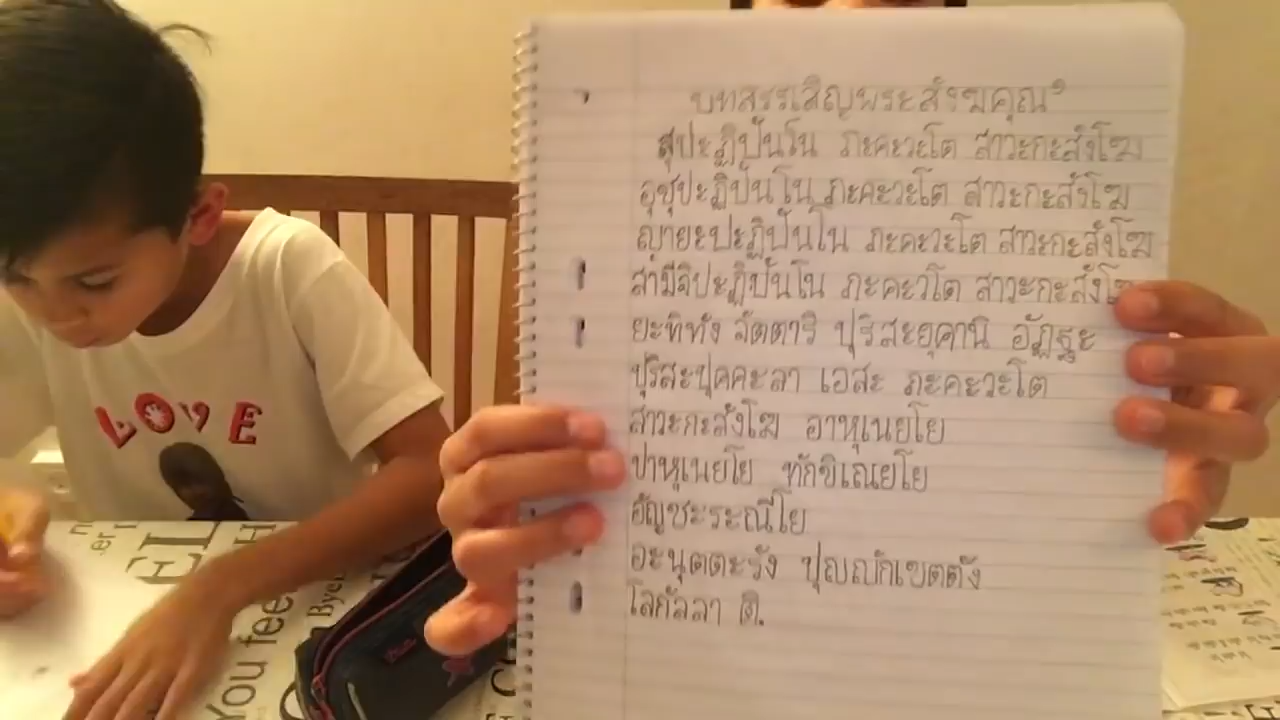 บทสรรเสิญพระสังฆคุณ
สุปะฏิปันโน ภะคะวะโต สาวะกะสังโฆ
อุชุปะฏิปันโน ภะคะวะโต สาวะกะสังโฆ
ญายะปะฏิปันโน ภะคะวะโต สาวะกะสังโฆ
สามีจิปะฏิปันโน ภะคะวโต สาวะกะสังโฆ
ยะทิทัง จัตตาริ ปุริสะยุคานิ อัฏฐะ
ปุริสะปุคคะลา เอสะ ภะคะวะโต
สาวะกะสังโฆ อาหุเนยโย
ปาหุเนยโย ทักขิเณยโย
อัญชะระณีโย
อะนุตตะรัง ปุญญักเขตตัง
โลกัสสา ติ.
LOVE
You feel
Byer